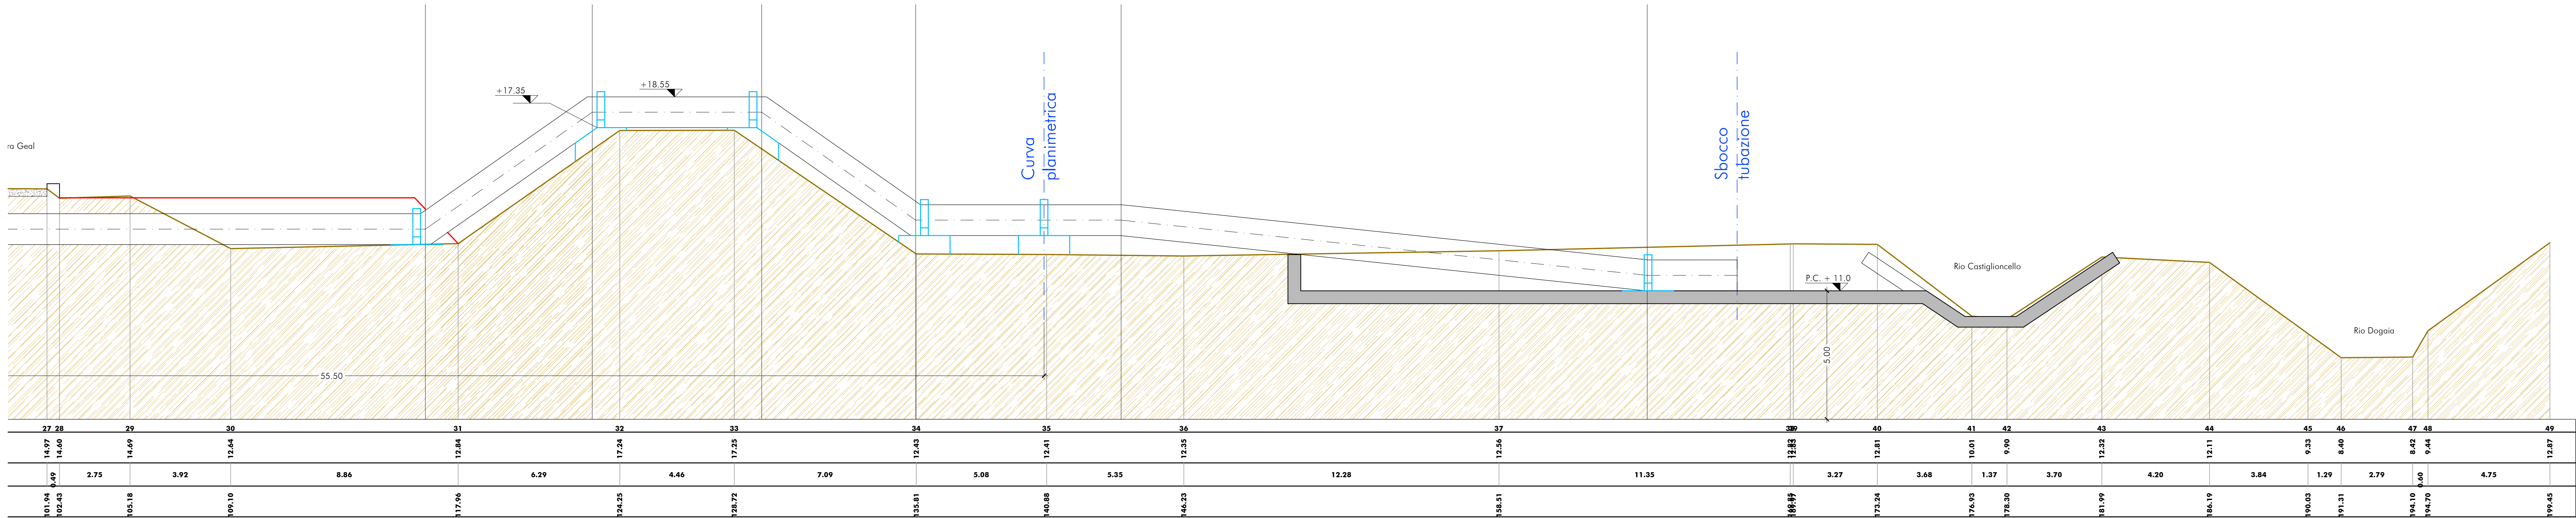 +17.35
+18.55
Curva
planimetrica
Sbocco
tubazione
ra Geal
Rio Castiglioncello
P.C. + 11.0
Rio Dogaia
5.00
55.50
27 28 29 30 31 32 33 34 35 36 37 39 40 41 42 43 44 45 46 47 48 49
14.97 14.60 14.69 12.64 12.84 17.24 17.25 12.43 12.41 12.35 12.56 12.81 10.01 9.90 12.32 12.11 9.33 8.40 8.42 9.44 12.87
0.49 2.75 3.92 8.86 6.29 4.46 7.09 5.08 5.35 12.28 11.35 3.27 3.68 1.37 3.70 4.20 3.84 1.29 2.79 0.60 4.75
101.94 102.43 105.18 109.10 117.96 124.25 128.72 135.81 140.88 146.23 158.51 173.24 176.93 178.30 181.99 186.19 190.03 191.31 194.10 194.70 199.45